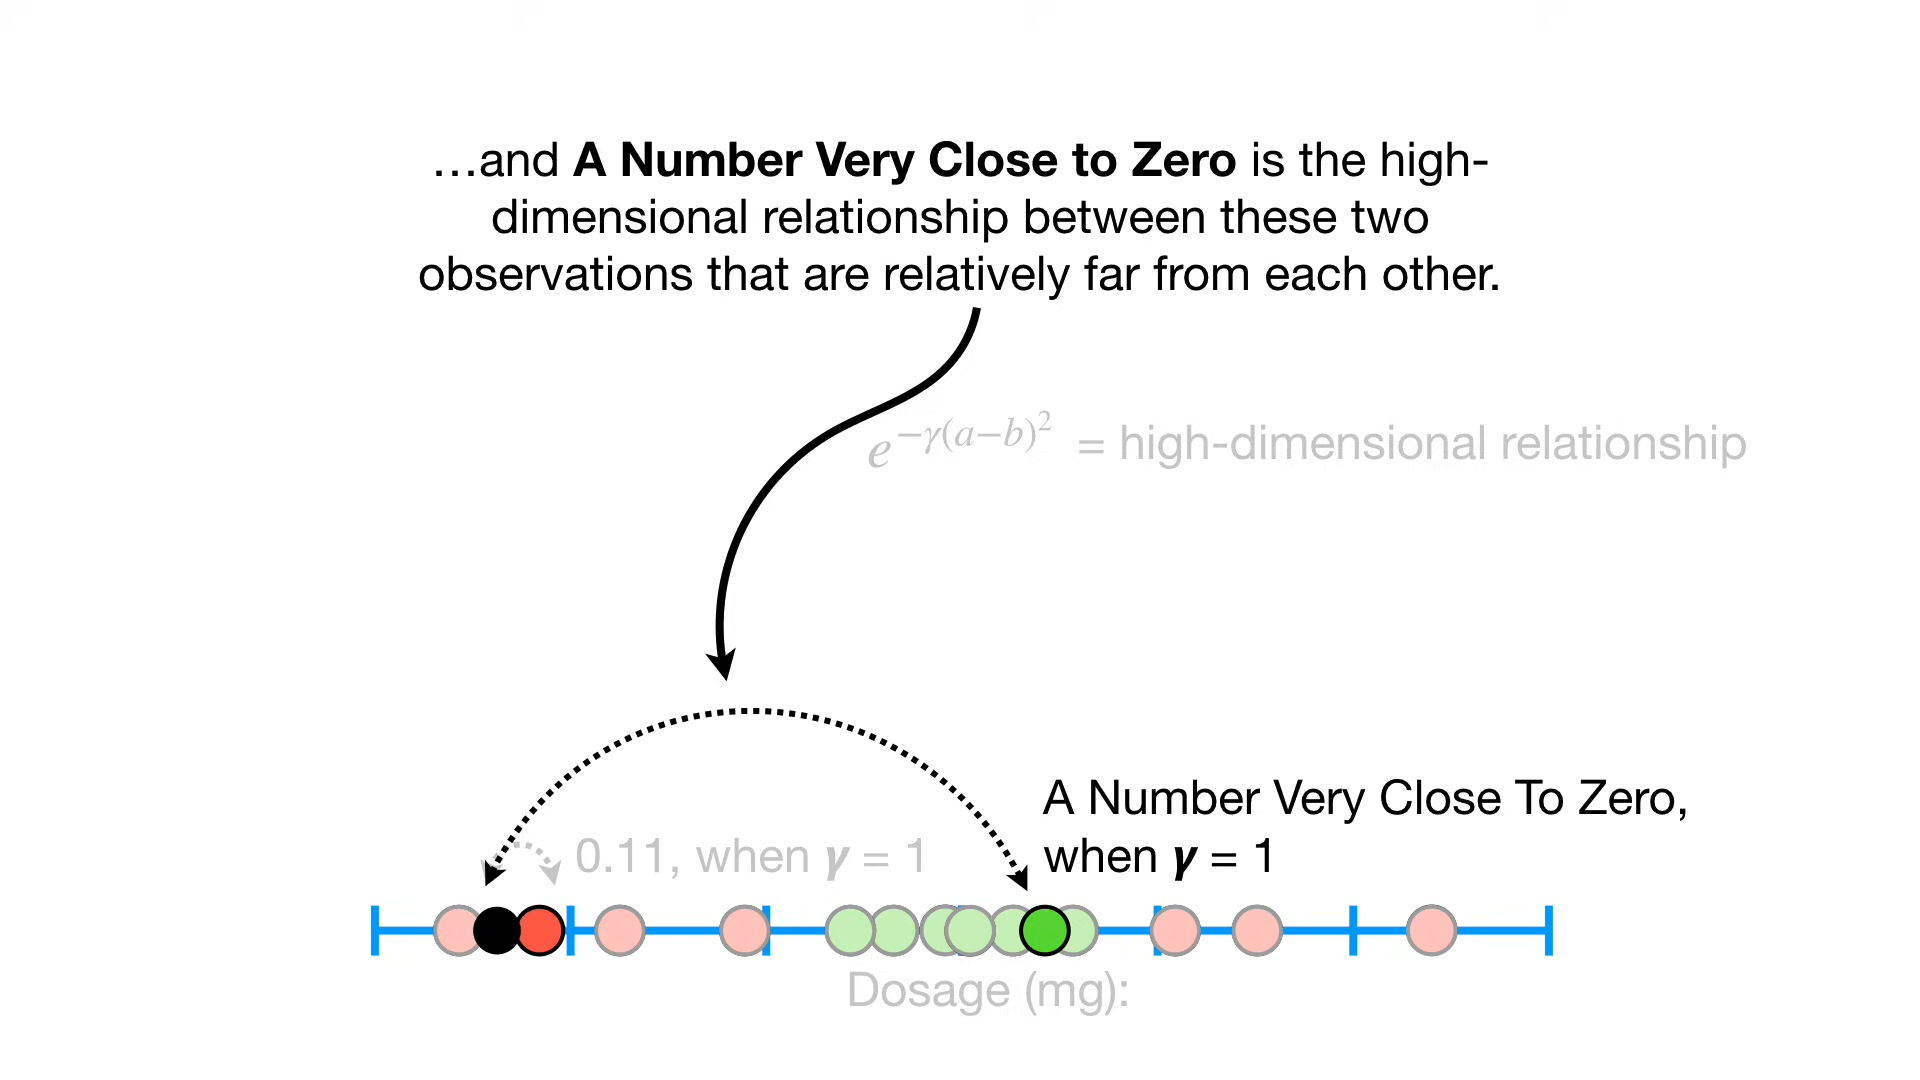 …and A Number Very Close to Zero is the high-
dimensional relationship between these two
observations that are relatively far from each other.
e^{−γ(a−b)^2} = high-dimensional relationship
A Number Very Close To Zero,
when γ = 1
0.11, when γ = 1
Dosage (mg):